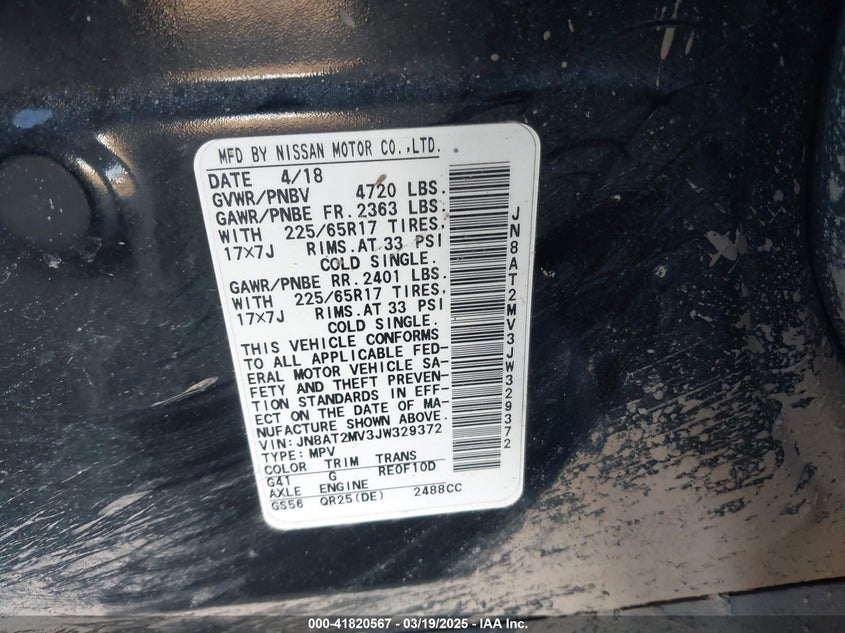 MFD BY NISSAN MOTOR CO.,LTD.
DATE 4/18
GVWR/PNBV 4720 LBS.
GAWR/PNBE FR.2363 LBS.
WITH 225/65R17 TIRES,
17×7J RIMS.AT 33 PSI
COLD SINGLE.
GAWR/PNBE RR.2401 LBS.
WITH 225/65R17 TIRES,
17×7J RIMS.AT 33 PSI
COLD SINGLE.
THIS VEHICLE CONFORMS
TO ALL APPLICABLE FED-
ERAL MOTOR VEHICLE SA-
FETY AND THEFT PREVEN-
TION STANDARDS IN EFF-
ECT ON THE DATE OF MA-
NUFACTURE SHOWN ABOVE.
VIN: JN8AT2MV3JW329372
TYPE: MPV
COLOR TRIM TRANS
G41 G RE0F10D
AXLE ENGINE
GS56 QR25(DE) 2488CC
JN8AT2MV3JW329372
000-41820567 - 03/19/2025 - IAA Inc.